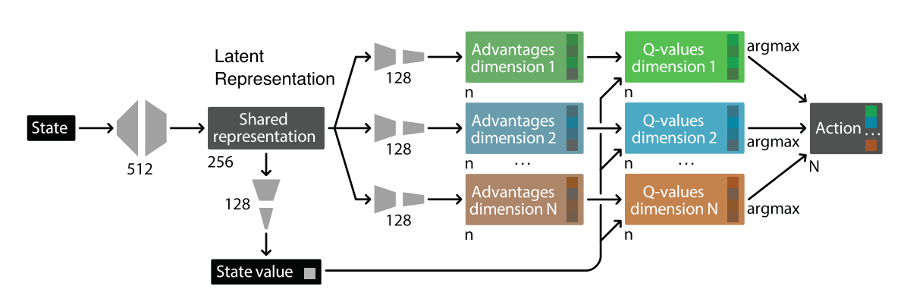 Latent
Representation
State
512
Shared
representation
256
128
State value
128
Advantages
dimension 1
n
Q-values
dimension 1
n
argmax
128
Advantages
dimension 2
n
...
Q-values
dimension 2
n
...
argmax
128
Advantages
dimension N
n
Q-values
dimension N
n
argmax
Action
...
N